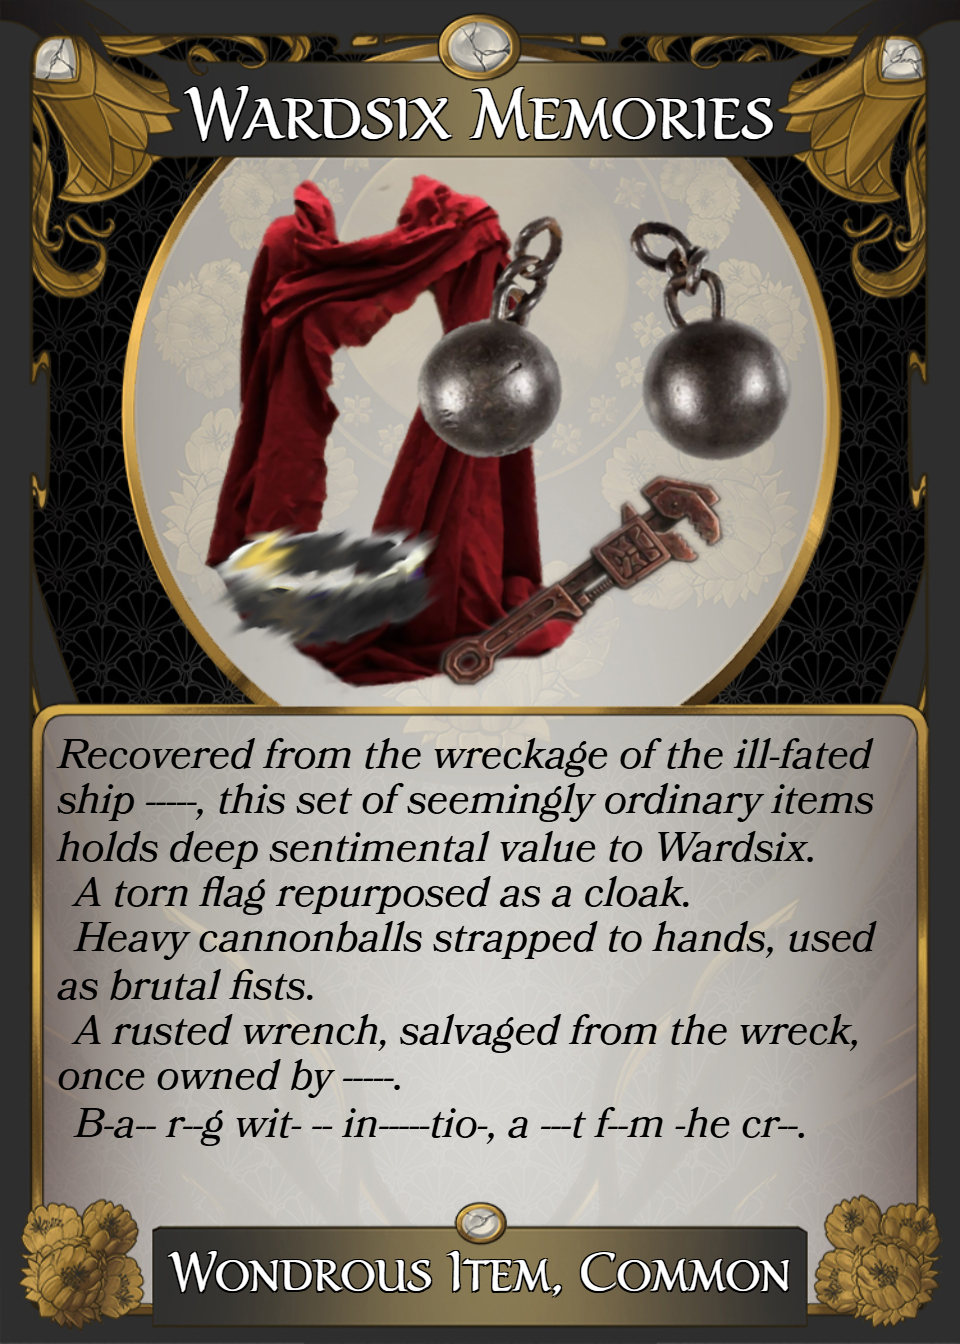 WARDSIX MEMORIES
Recovered from the wreckage of the ill-fated
ship -----, this set of seemingly ordinary items
holds deep sentimental value to Wardsix.
A torn flag repurposed as a cloak.
Heavy cannonballs strapped to hands, used
as brutal fists.
A rusted wrench, salvaged from the wreck,
once owned by -----.
B-a-- r--g wit- -- in-----tio-, a ---t f--m -he cr--.
WONDROUS ITEM, COMMON